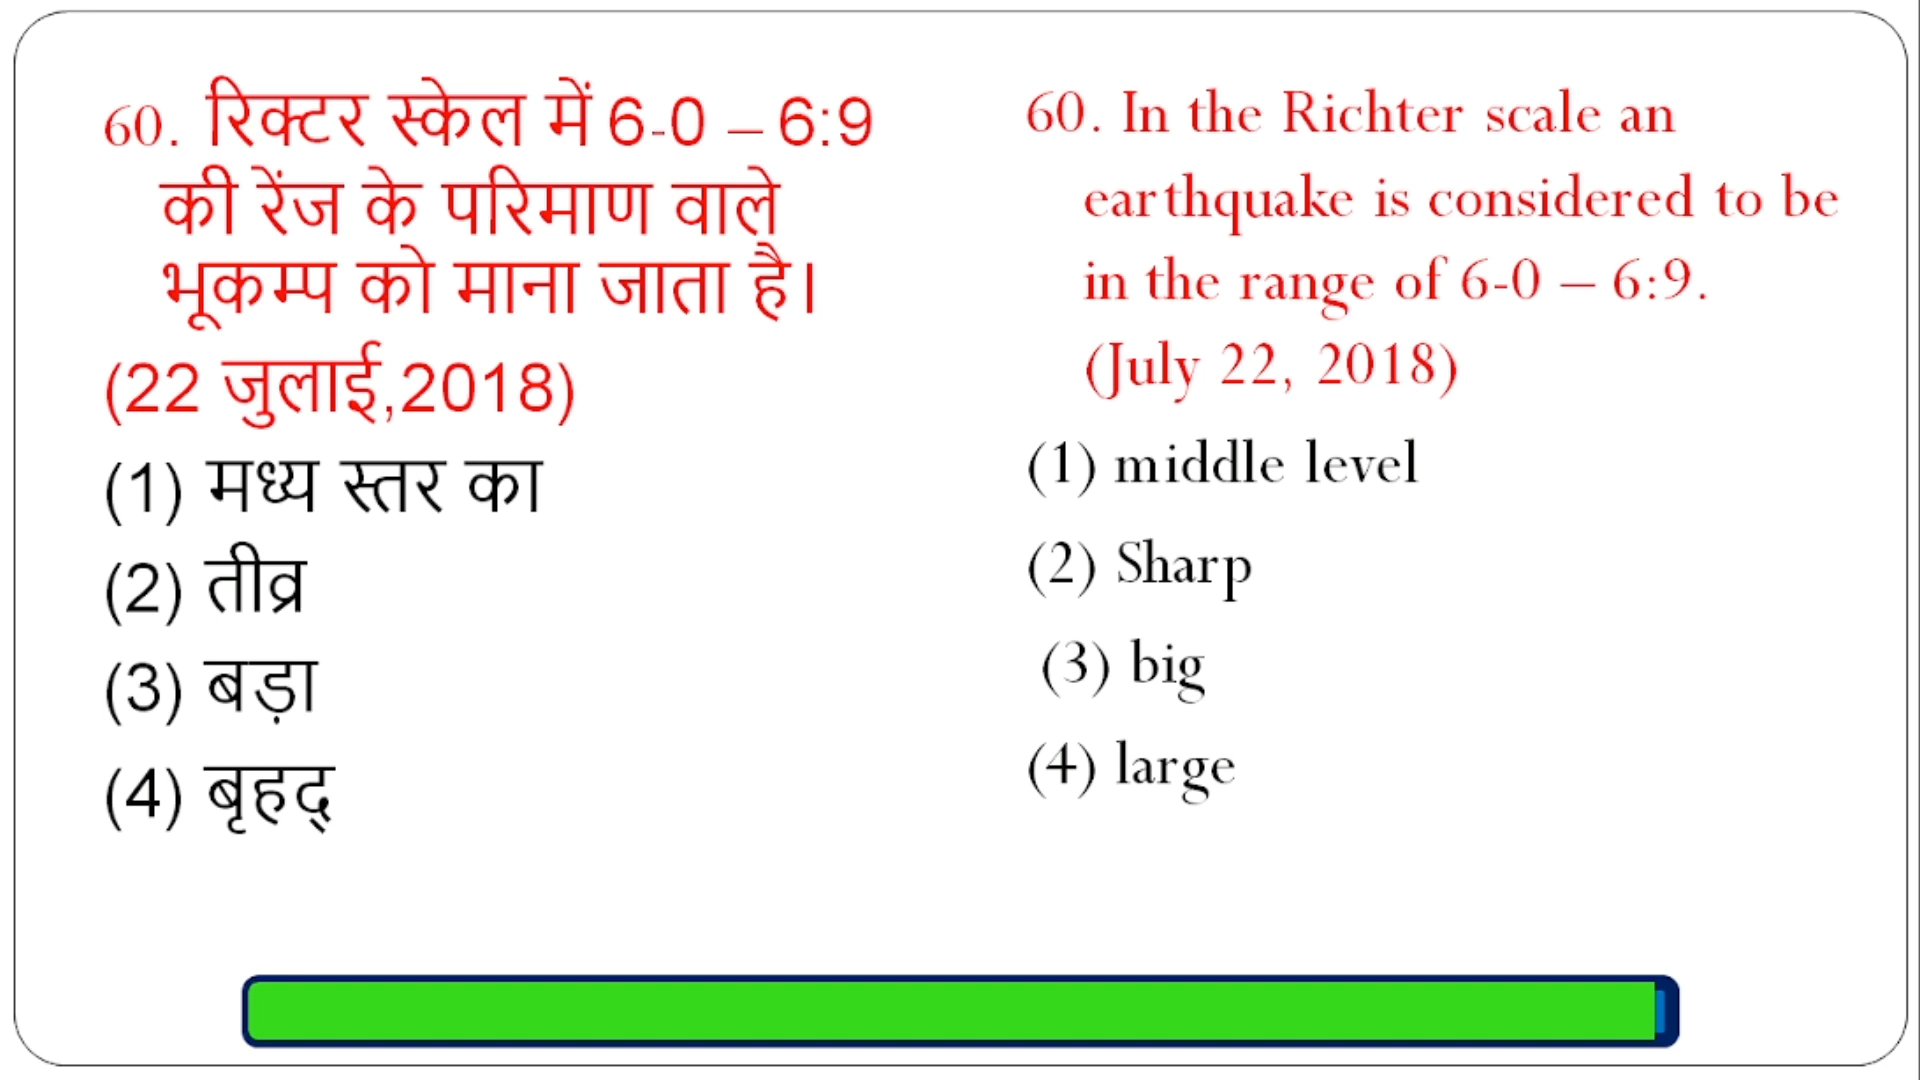 60. रिक्टर स्केल में 6-0 – 6:9
की रेंज के परिमाण वाले
भूकम्प को माना जाता है।
(22 जुलाई,2018)
(1) मध्य स्तर का
(2) तीव्र
(3) बड़ा
(4) बृहद्
60. In the Richter scale an
earthquake is considered to be
in the range of 6-0 – 6:9.
(July 22, 2018)
(1) middle level
(2) Sharp
(3) big
(4) large